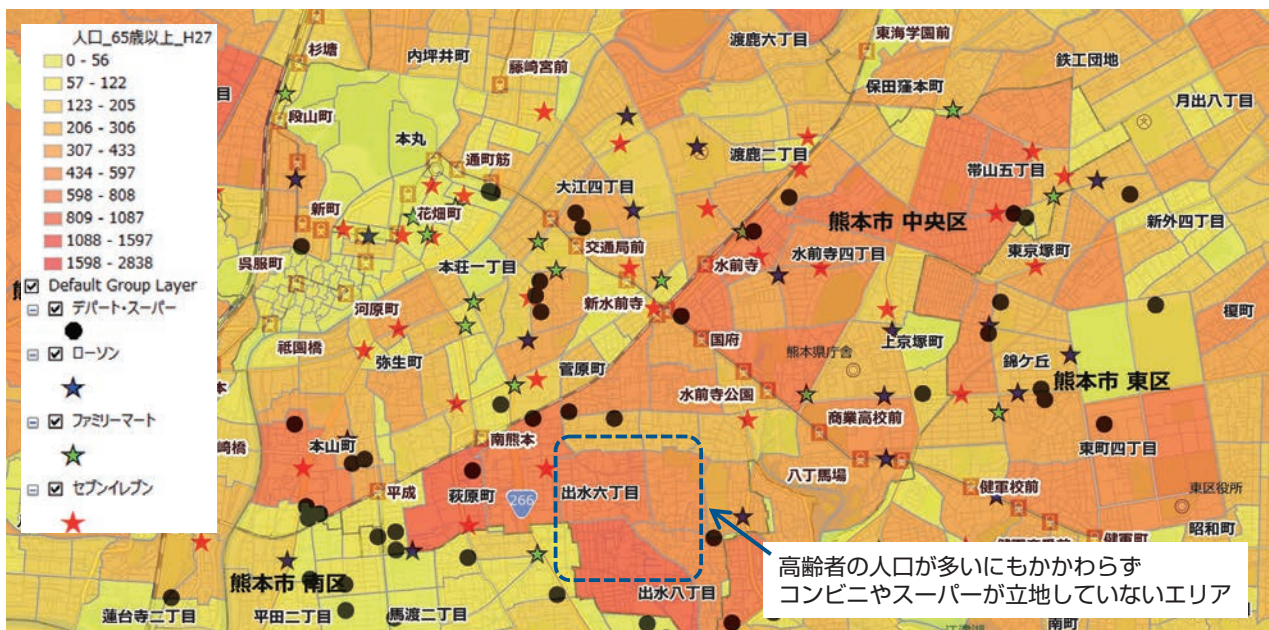 人口_65歳以上_H27
0 - 56
57 - 122
123 - 205
206 - 306
307 - 433
434 - 597
598 - 808
809 - 1087
1088 - 1597
1598 - 2838
Default Group Layer
デパート・スーパー
ローソン
ファミリーマート
セブンイレブン
杉塘
内坪井町
藤崎宮前
渡鹿六丁目
東海学園前
鉄工団地
保田窪本町
月出八丁目
段山町
本丸
通町筋
渡鹿二丁目
帯山五丁目
大江四丁目
新町
花畑町
熊本市 中央区
新外四丁目
呉服町
本荘一丁目
交通局前
水前寺
水前寺四丁目
東京塚町
河原町
新水前寺
榎町
祇園橋
弥生町
国府
熊本県庁舎
上京塚町
錦ケ丘
菅原町
水前寺公園
熊本市 東区
本山町
南熊本
商業高校前
東町四丁目
平成
萩原町
266
出水六丁目
八丁馬場
健軍校前
東区役所
昭和町
健軍町
熊本市 南区
出水八丁目
蓮台寺二丁目
平田二丁目
馬渡二丁目
南町
高齢者の人口が多いにもかかわらず
コンビニやスーパーが立地していないエリア